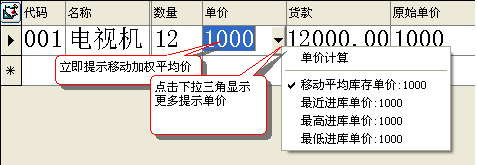 代码 名称 数量 单价 货款 原始单价
001 电视机 12 1000 12000.00 1000
立即提示移动加权平均价
点击下拉三角显示
更多提示单价
单价计算
移动平均库存单价:1000
最近进库单价:1000
最高进库单价:1000
最低进库单价:1000